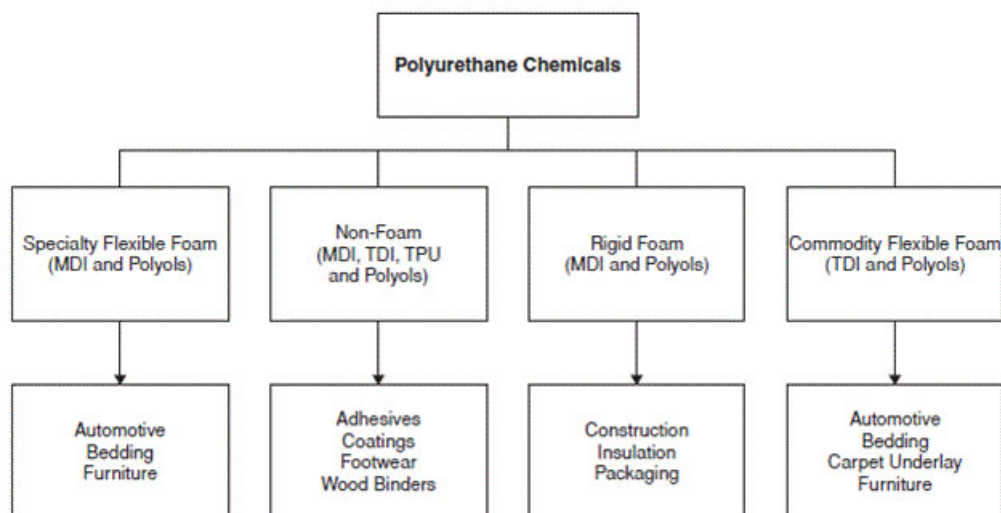 Polyurethane Chemicals
Specialty Flexible Foam
(MDI and Polyols)
Non-Foam
(MDI, TDI, TPU
and Polyols)
Rigid Foam
(MDI and Polyols)
Commodity Flexible Foam
(TDI and Polyols)
Automotive
Bedding
Furniture
Adhesives
Coatings
Footwear
Wood Binders
Construction
Insulation
Packaging
Automotive
Bedding
Carpet Underlay
Furniture